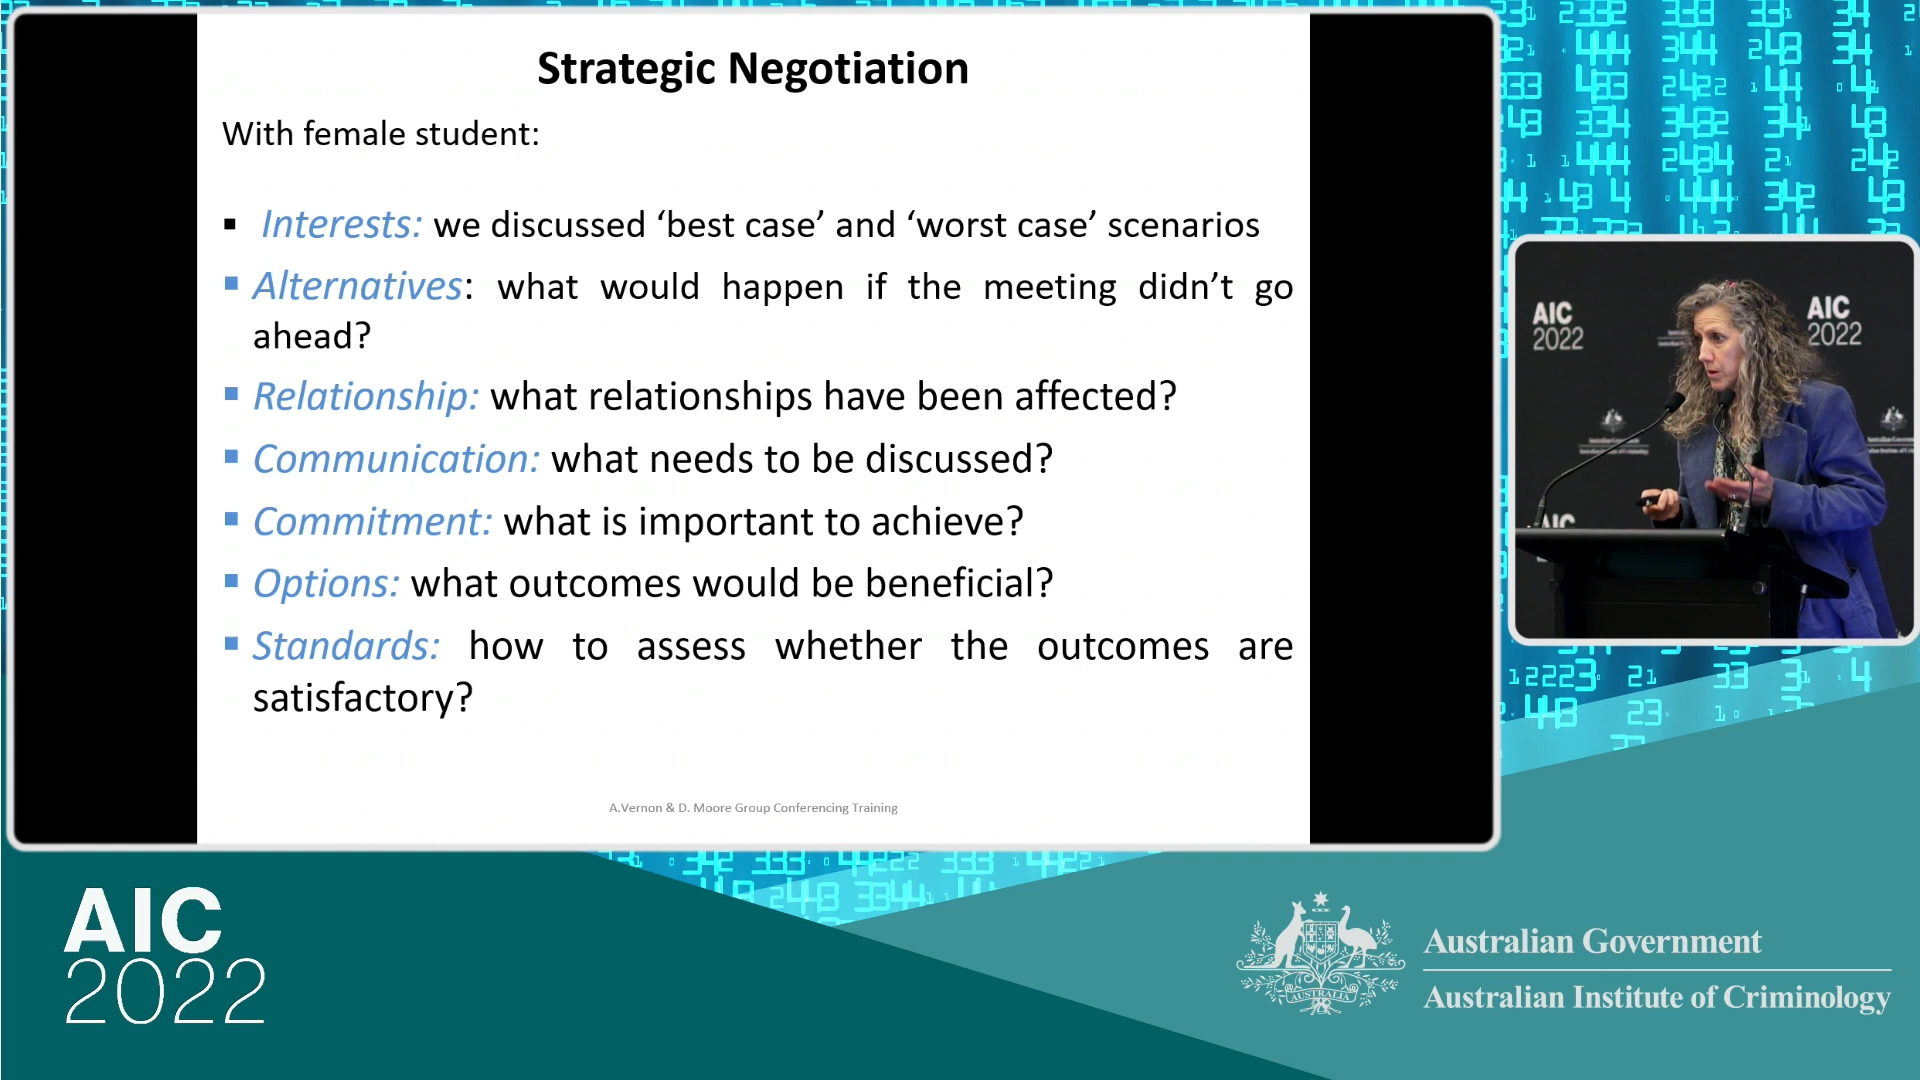 Strategic Negotiation
With female student:
▪ Interests: we discussed ‘best case’ and ‘worst case’ scenarios
▪ Alternatives: what would happen if the meeting didn’t go
ahead?
▪ Relationship: what relationships have been affected?
▪ Communication: what needs to be discussed?
▪ Commitment: what is important to achieve?
▪ Options: what outcomes would be beneficial?
▪ Standards: how to assess whether the outcomes are
satisfactory?
A.Vernon & D. Moore Group Conferencing Training
AIC
2022
AIC
2022
AIC
AIC
2022
AUSTRALIA
Australian Government
Australian Institute of Criminology